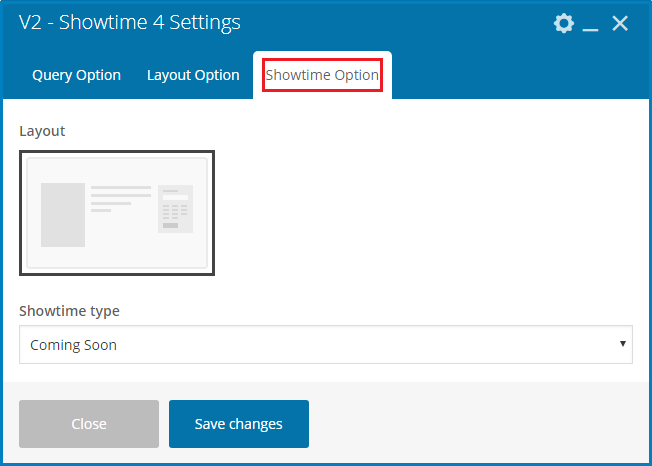 V2 - Showtime 4 Settings
Query Option Layout Option Showtime Option
Layout
Showtime type
Coming Soon
Close Save changes